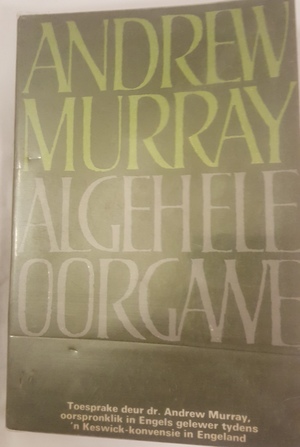 ANDREW
MURRAY
ALGEHELE
OORGAWE
Toesprake deur dr. Andrew Murray,
oorspronklik in Engels gelewer tydens
'n Keswick-konvensie in Engeland